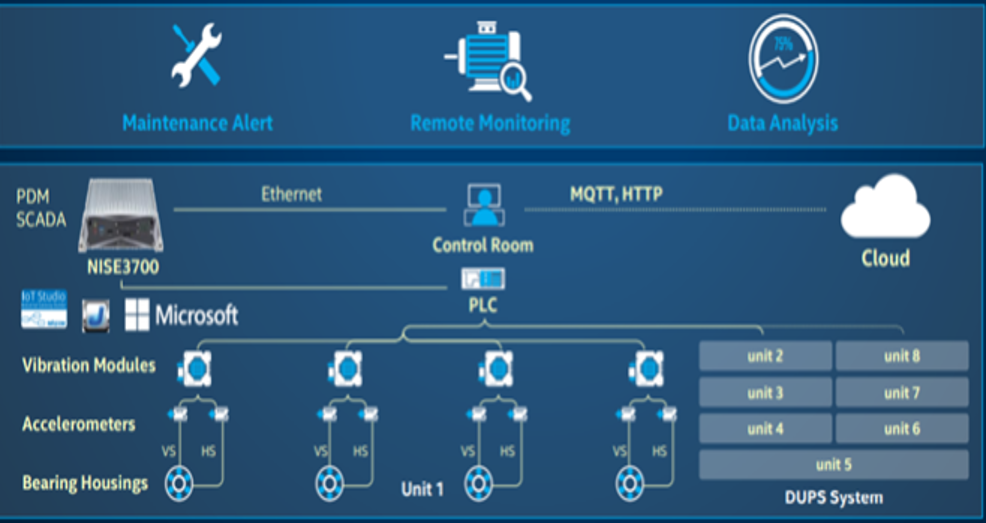 75%
Maintenance Alert
Remote Monitoring
Data Analysis
PDM
SCADA
Ethernet
MQTT, HTTP
Control Room
Cloud
NISE3700
PLC
IoT Studio
J
Microsoft
Vibration Modules
Accelerometers
Bearing Housings
VS HS
VS HS
VS HS
VS HS
Unit 1
unit 2
unit 8
unit 3
unit 7
unit 4
unit 6
unit 5
DUPS System